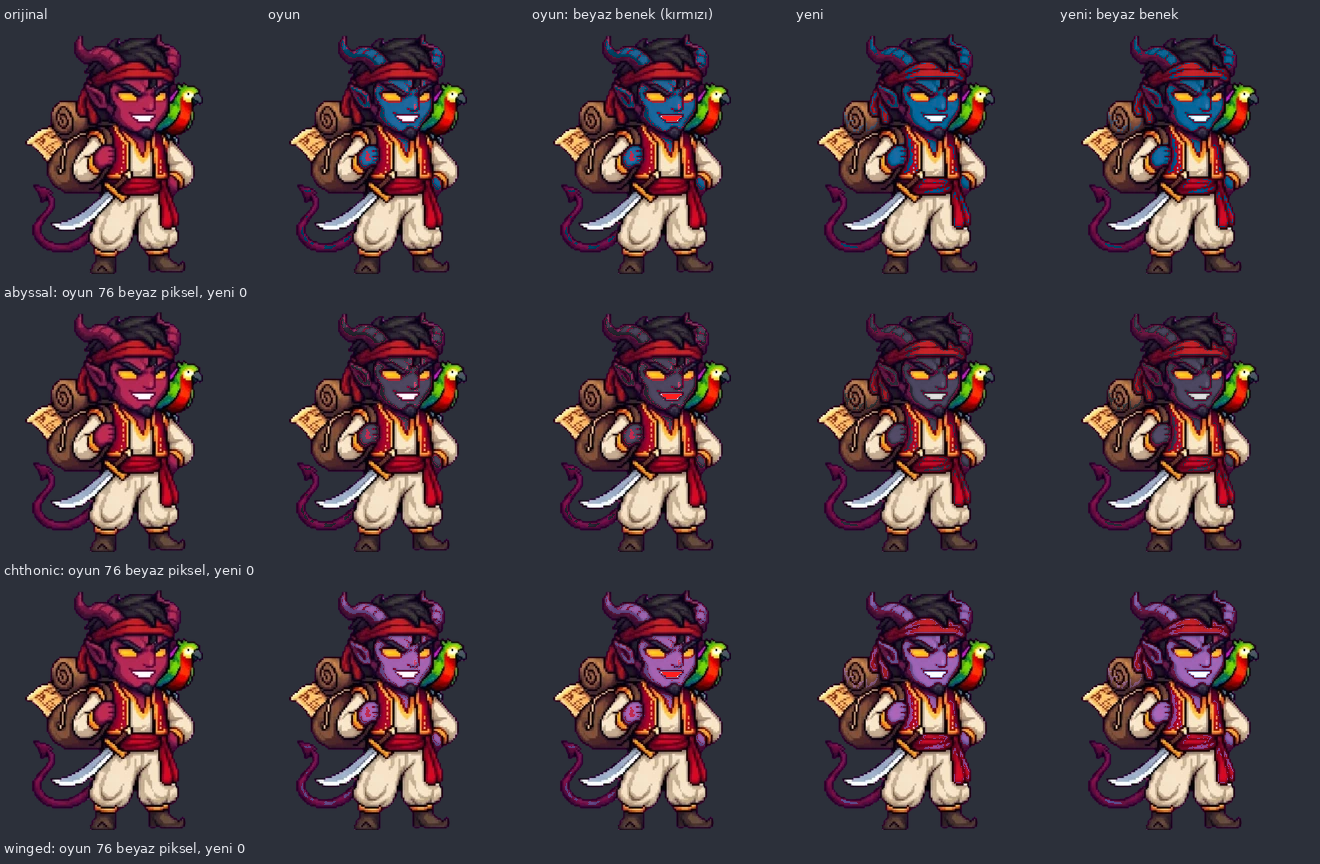 orijinal
oyun
oyun: beyaz benek (kırmızı)
yeni
yeni: beyaz benek
abyssal: oyun 76 beyaz piksel, yeni 0
chthonic: oyun 76 beyaz piksel, yeni 0
winged: oyun 76 beyaz piksel, yeni 0